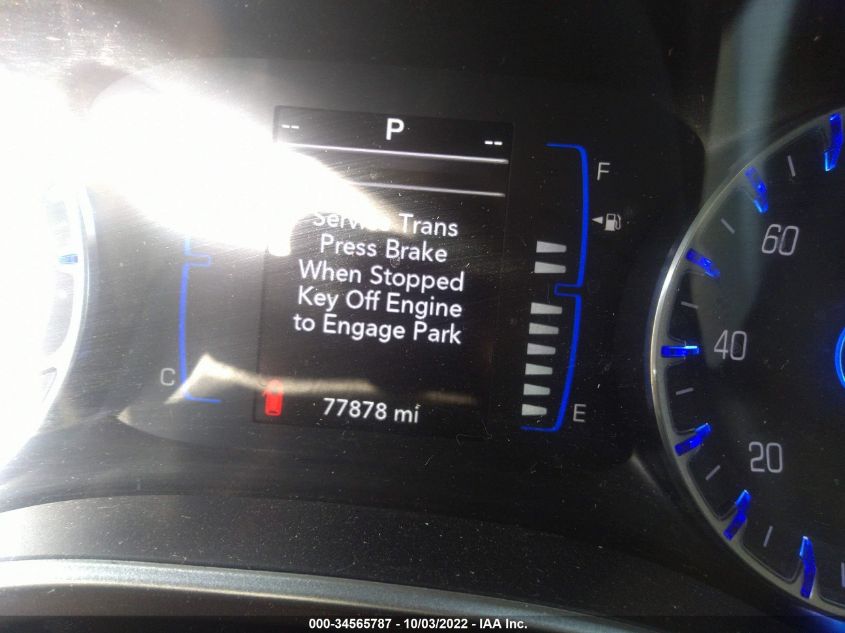 -- P --
F
Service Trans
Press Brake
When Stopped
Key Off Engine
to Engage Park
C
77878 mi
E
60
40
20
000-34565787 - 10/03/2022 - IAA Inc.